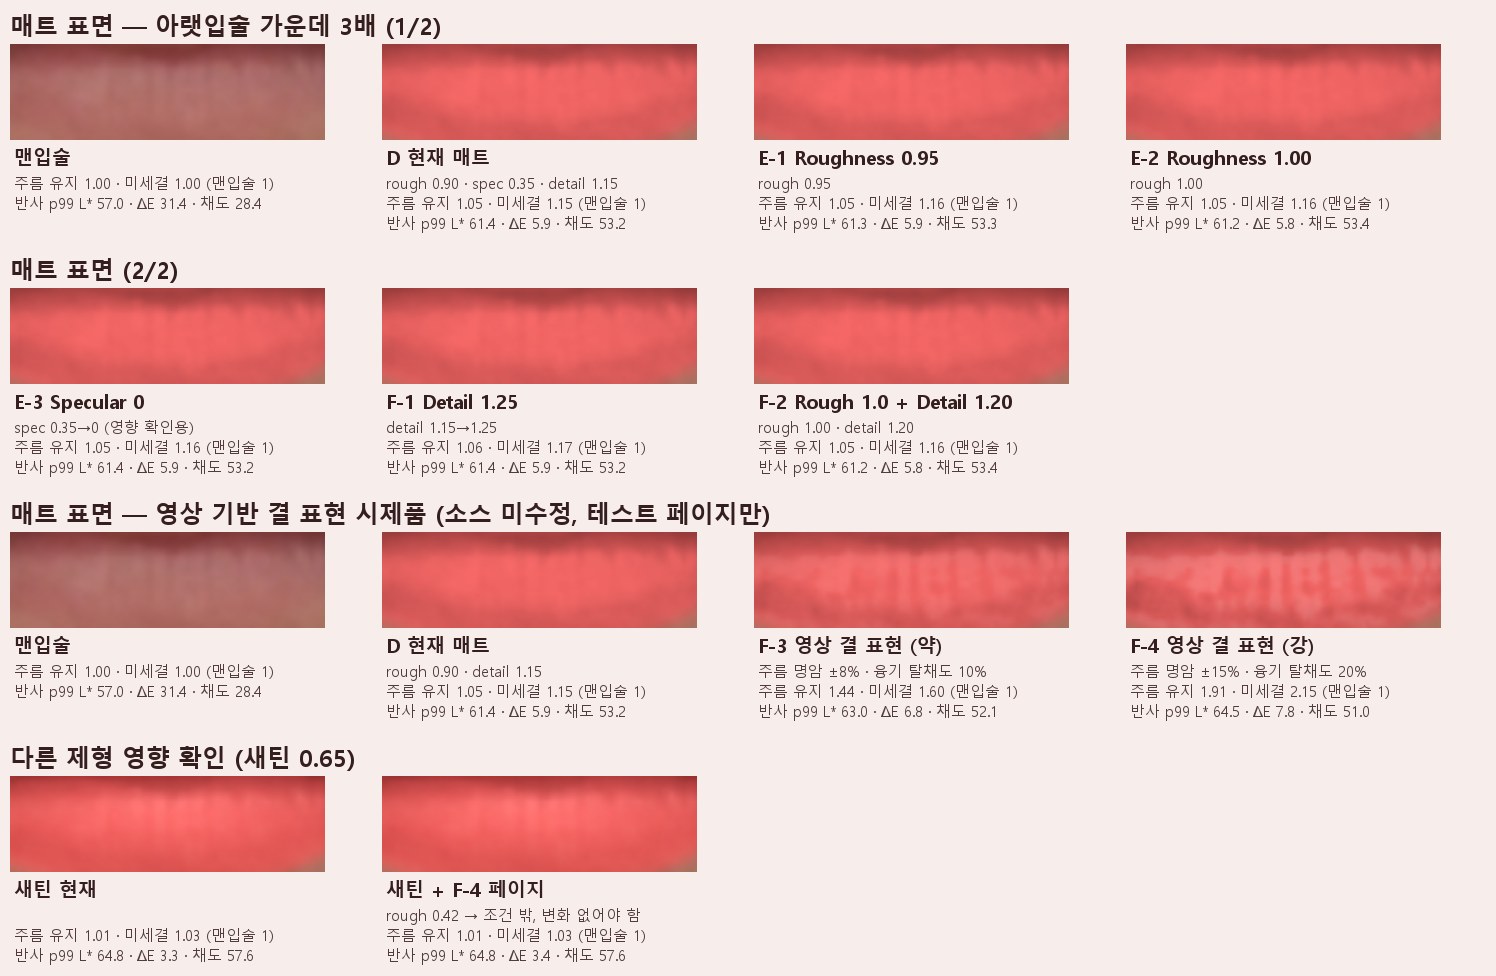 매트 표면 — 아랫입술 가운데 3배 (1/2)
맨입술
주름 유지 1.00 · 미세결 1.00 (맨입술 1)
반사 p99 L* 57.0 · ΔE 31.4 · 채도 28.4
D 현재 매트
rough 0.90 · spec 0.35 · detail 1.15
주름 유지 1.05 · 미세결 1.15 (맨입술 1)
반사 p99 L* 61.4 · ΔE 5.9 · 채도 53.2
E-1 Roughness 0.95
rough 0.95
주름 유지 1.05 · 미세결 1.16 (맨입술 1)
반사 p99 L* 61.3 · ΔE 5.9 · 채도 53.3
E-2 Roughness 1.00
rough 1.00
주름 유지 1.05 · 미세결 1.16 (맨입술 1)
반사 p99 L* 61.2 · ΔE 5.8 · 채도 53.4
매트 표면 (2/2)
E-3 Specular 0
spec 0.35→0 (영향 확인용)
주름 유지 1.05 · 미세결 1.16 (맨입술 1)
반사 p99 L* 61.4 · ΔE 5.9 · 채도 53.2
F-1 Detail 1.25
detail 1.15→1.25
주름 유지 1.06 · 미세결 1.17 (맨입술 1)
반사 p99 L* 61.4 · ΔE 5.9 · 채도 53.2
F-2 Rough 1.0 + Detail 1.20
rough 1.00 · detail 1.20
주름 유지 1.05 · 미세결 1.16 (맨입술 1)
반사 p99 L* 61.2 · ΔE 5.8 · 채도 53.4
매트 표면 — 영상 기반 결 표현 시제품 (소스 미수정, 테스트 페이지만)
맨입술
주름 유지 1.00 · 미세결 1.00 (맨입술 1)
반사 p99 L* 57.0 · ΔE 31.4 · 채도 28.4
D 현재 매트
rough 0.90 · detail 1.15
주름 유지 1.05 · 미세결 1.15 (맨입술 1)
반사 p99 L* 61.4 · ΔE 5.9 · 채도 53.2
F-3 영상 결 표현 (약)
주름 명암 ±8% · 융기 탈채도 10%
주름 유지 1.44 · 미세결 1.60 (맨입술 1)
반사 p99 L* 63.0 · ΔE 6.8 · 채도 52.1
F-4 영상 결 표현 (강)
주름 명암 ±15% · 융기 탈채도 20%
주름 유지 1.91 · 미세결 2.15 (맨입술 1)
반사 p99 L* 64.5 · ΔE 7.8 · 채도 51.0
다른 제형 영향 확인 (새틴 0.65)
새틴 현재
주름 유지 1.01 · 미세결 1.03 (맨입술 1)
반사 p99 L* 64.8 · ΔE 3.3 · 채도 57.6
새틴 + F-4 페이지
rough 0.42 → 조건 밖, 변화 없어야 함
주름 유지 1.01 · 미세결 1.03 (맨입술 1)
반사 p99 L* 64.8 · ΔE 3.4 · 채도 57.6